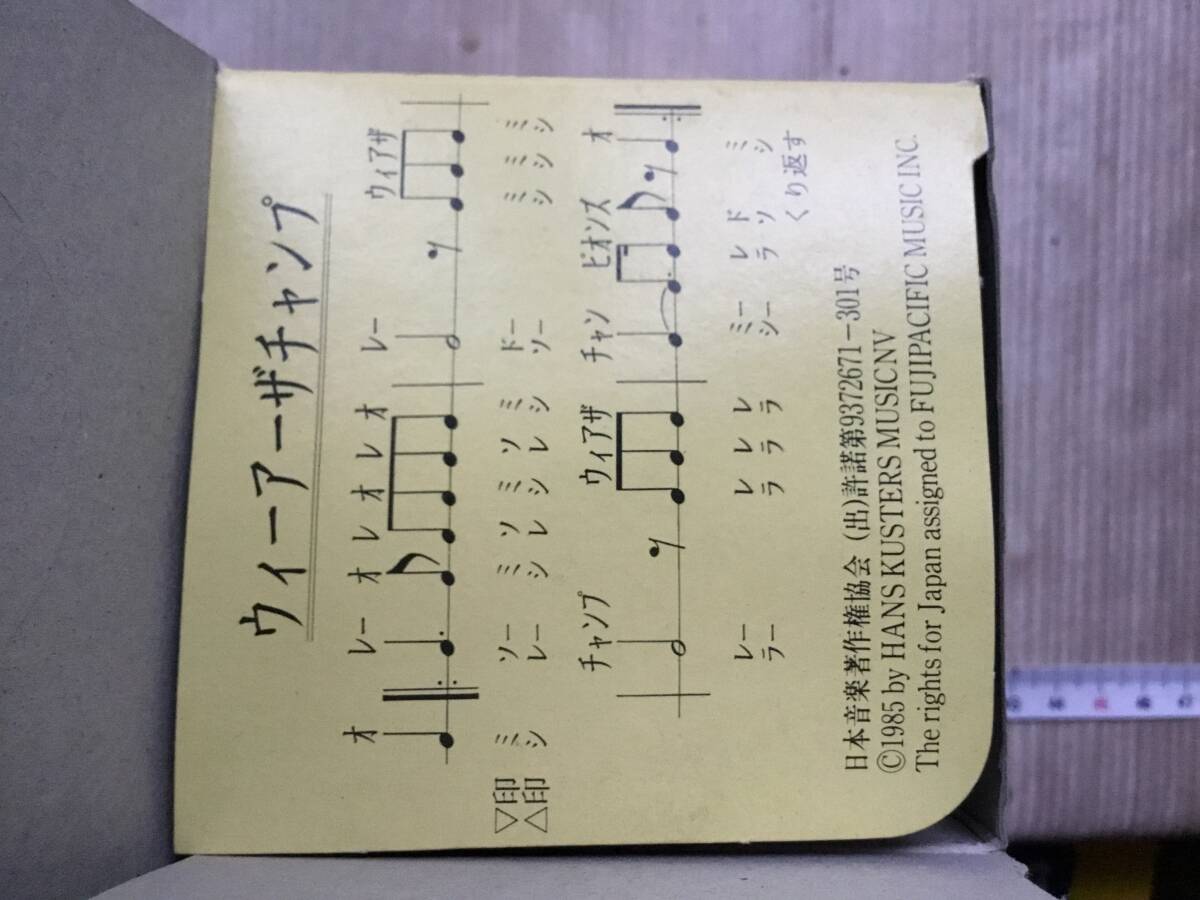 ウィーアーザチャンプ
オ レー オ レ オ レ オ レー ウィアザ
▽印 ミ ソー ミ ソ ミ ソ ミ ドー ミ ミ ミ
△印 シ レー シ レ シ レ シ ソー シ シ シ
チャンプ ウィアザ チャン ピオンズ オ
レー レ レ レ ミー レ ド ミ
ラー ラ ラ ラ シー ラ ソ シ
くり返す
日本音楽著作権協会(出)許諾第9372671-301号
©1985 by HANS KUSTERS MUSICNV
The rights for Japan assigned to FUJIPACIFIC MUSIC INC.